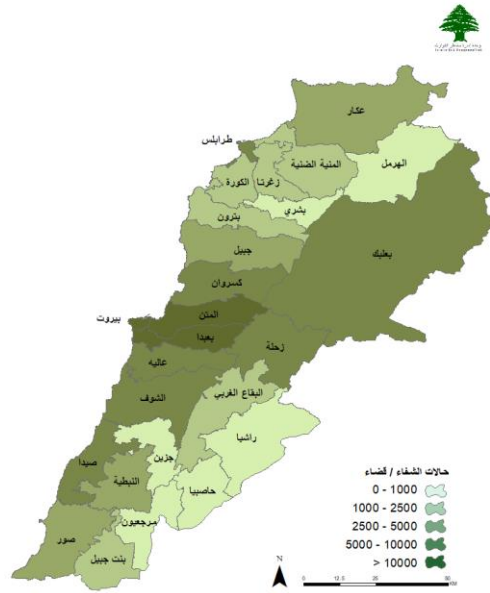 عكار
طرابلس
المنية الضنية
الهرمل
زغرتا
الكورة
بشري
بترون
بعلبك
جبيل
كسروان
المتن
بيروت
بعبدا
زحلة
عاليه
الشوف
البقاع الغربي
راشيا
جزين
صيدا
النبطية
حاصبيا
مرجعيون
صور
بنت جبيل
حالات الشفاء / قضاء
0 - 1000
1000 - 2500
2500 - 5000
5000 - 10000
> 10000
N
0 12.5 25 50
KM